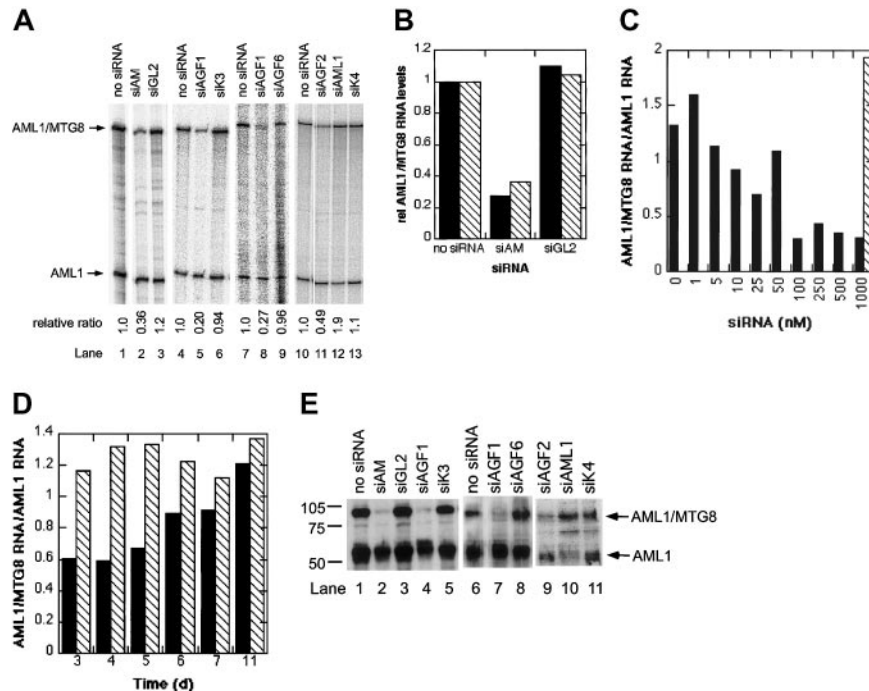 A
no siRNA
siAM
siGL2
no siRNA
siAGF1
siK3
no siRNA
siAGF1
siAGF6
no siRNA
siAGF2
siAML1
siK4
AML1/MTG8
AML1
relative ratio 1.0 0.36 1.2 1.0 0.20 0.94 1.0 0.27 0.96 1.0 0.49 1.9 1.1
Lane 1 2 3 4 5 6 7 8 9 10 11 12 13
B
rel AML1/MTG8 RNA levels
1.2
1
0.8
0.6
0.4
0.2
0
no siRNA siAM siGL2
siRNA
C
AML1/MTG8 RNA/AML1 RNA
2
1.5
1
0.5
0
0 1 5 10 25 50 100 250 500 1000
siRNA (nM)
D
AML1/MTG8 RNA/AML1 RNA
1.4
1.2
1
0.8
0.6
0.4
0.2
0
3 4 5 6 7 11
Time (d)
E
no siRNA
siAM
siGL2
siAGF1
siK3
no siRNA
siAGF1
siAGF6
siAGF2
siAML1
siK4
105
75
50
AML1/MTG8
AML1
Lane 1 2 3 4 5 6 7 8 9 10 11